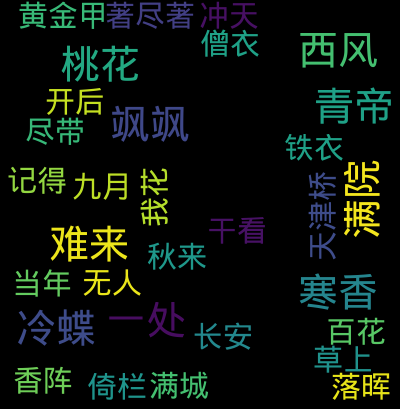 黄金甲
著尽著
冲天
僧衣
西风
桃花
开后
青帝
飒飒
尽带
铁衣
记得
九月
我花
天津桥
满院
干看
难来
秋来
当年
无人
寒香
冷蝶
一处
长安
百花
草上
香阵
倚栏
满城
落晖